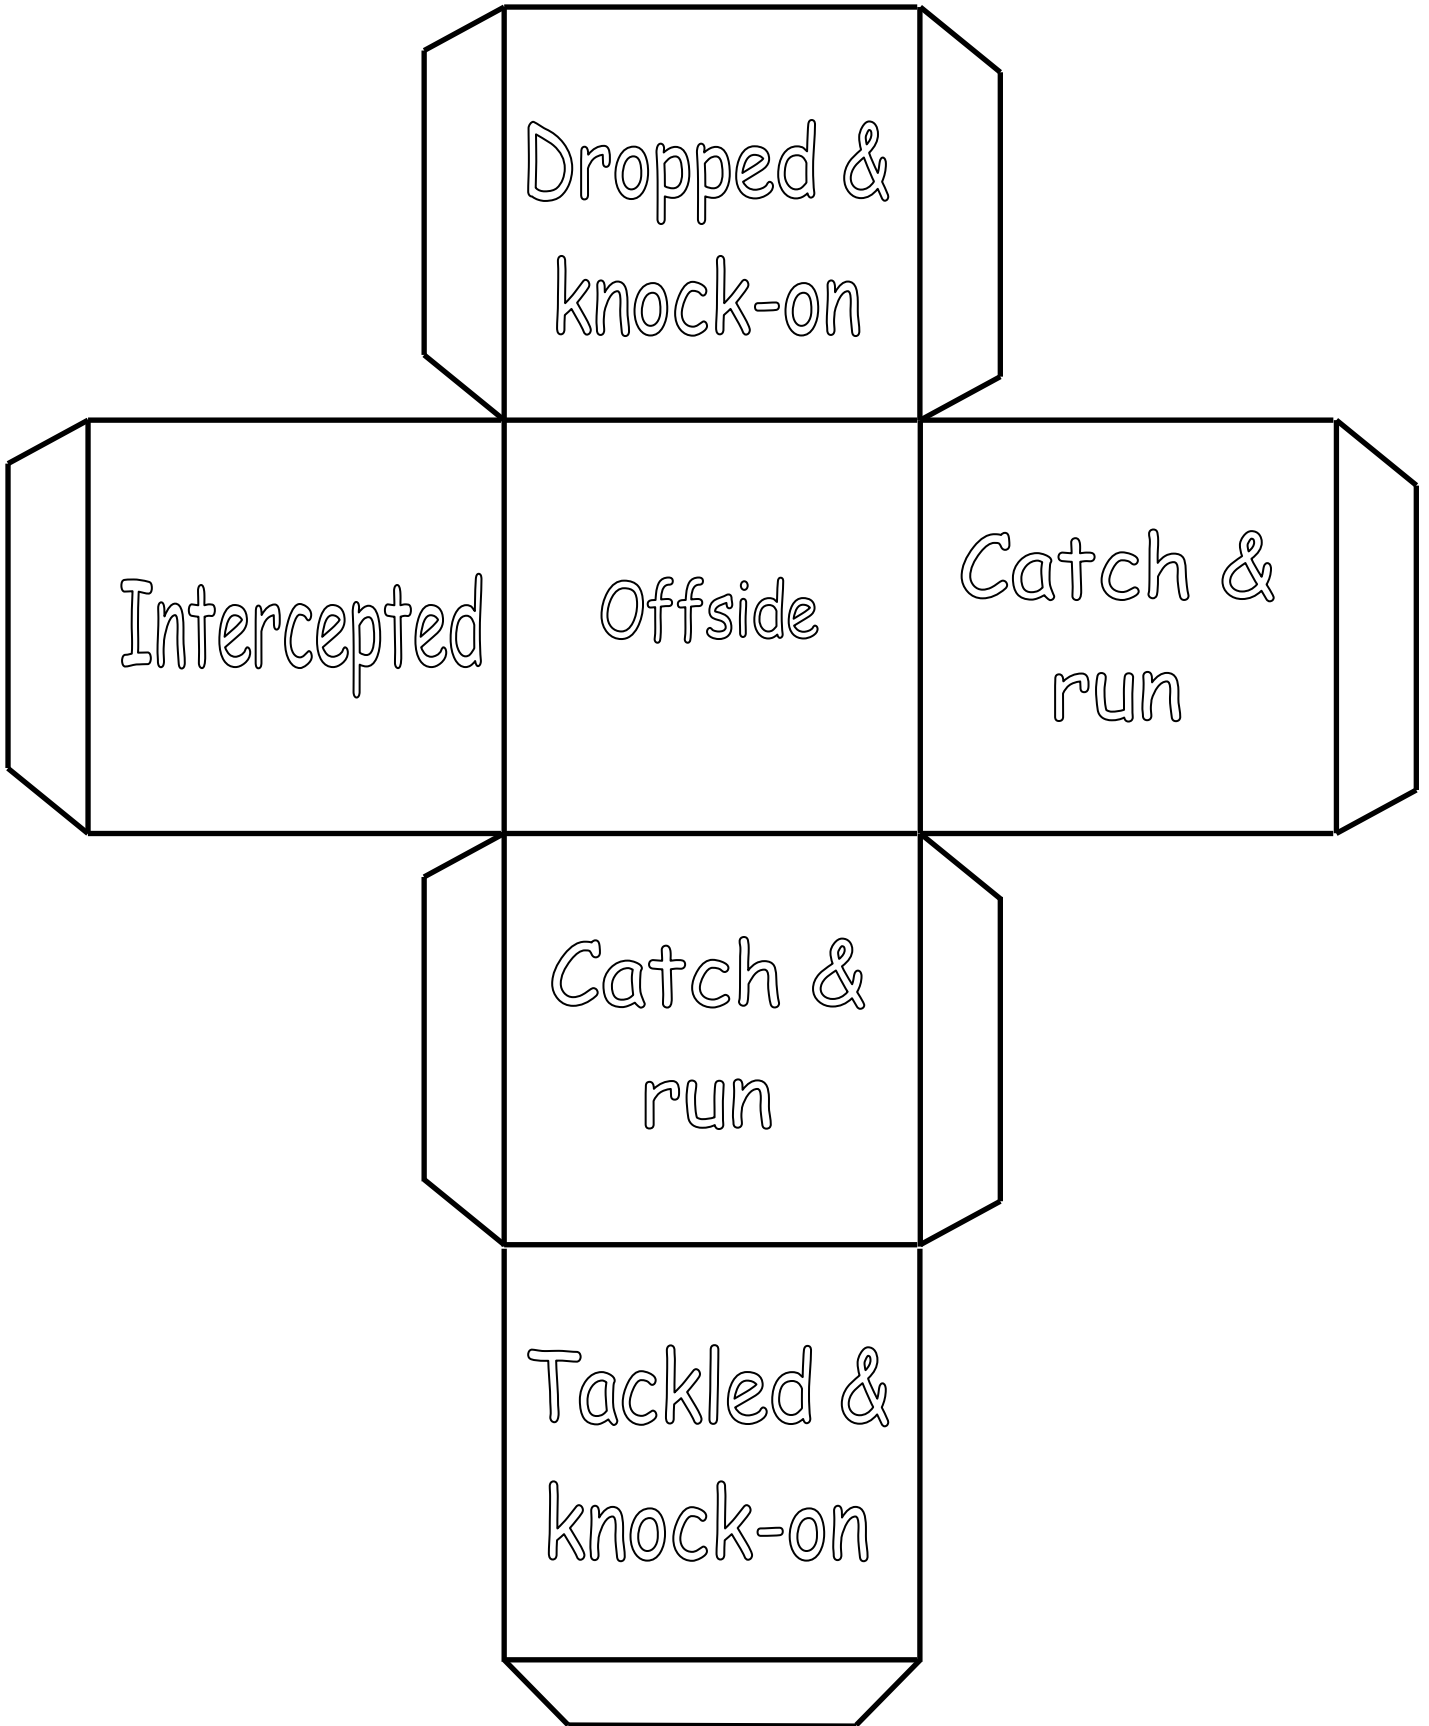 Dropped &
knock-on
Intercepted
Offside
Catch &
run
Catch &
run
Tackled &
knock-on